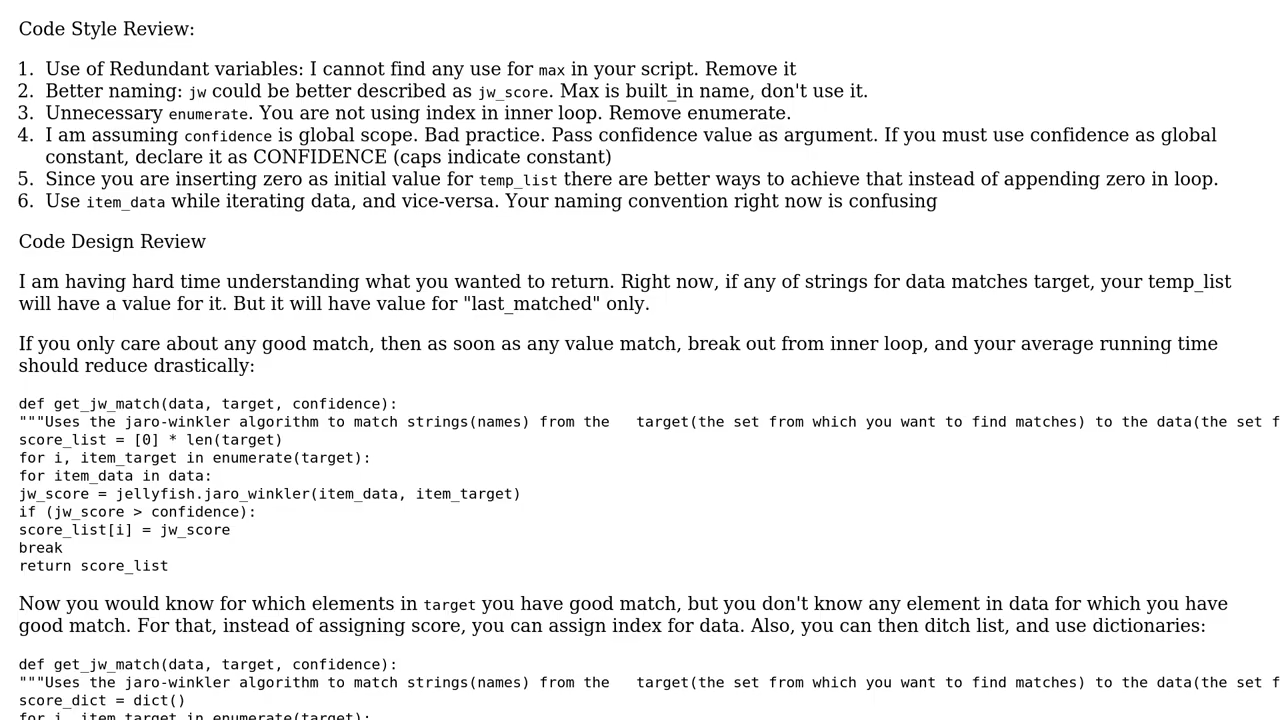 Code Style Review:
1. Use of Redundant variables: I cannot find any use for max in your script. Remove it
2. Better naming: jw could be better described as jw_score. Max is built_in name, don't use it.
3. Unnecessary enumerate. You are not using index in inner loop. Remove enumerate.
4. I am assuming confidence is global scope. Bad practice. Pass confidence value as argument. If you must use confidence as global
constant, declare it as CONFIDENCE (caps indicate constant)
5. Since you are inserting zero as initial value for temp_list there are better ways to achieve that instead of appending zero in loop.
6. Use item_data while iterating data, and vice-versa. Your naming convention right now is confusing
Code Design Review
I am having hard time understanding what you wanted to return. Right now, if any of strings for data matches target, your temp_list
will have a value for it. But it will have value for "last_matched" only.
If you only care about any good match, then as soon as any value match, break out from inner loop, and your average running time
should reduce drastically:
def get_jw_match(data, target, confidence):
"""Uses the jaro-winkler algorithm to match strings(names) from the   target(the set from which you want to find matches) to the data(the set f
score_list = [0] * len(target)
for i, item_target in enumerate(target):
for item_data in data:
jw_score = jellyfish.jaro_winkler(item_data, item_target)
if (jw_score > confidence):
score_list[i] = jw_score
break
return score_list
Now you would know for which elements in target you have good match, but you don't know any element in data for which you have
good match. For that, instead of assigning score, you can assign index for data. Also, you can then ditch list, and use dictionaries:
def get_jw_match(data, target, confidence):
"""Uses the jaro-winkler algorithm to match strings(names) from the   target(the set from which you want to find matches) to the data(the set f
score_dict = dict()
for i, item_target in enumerate(target):